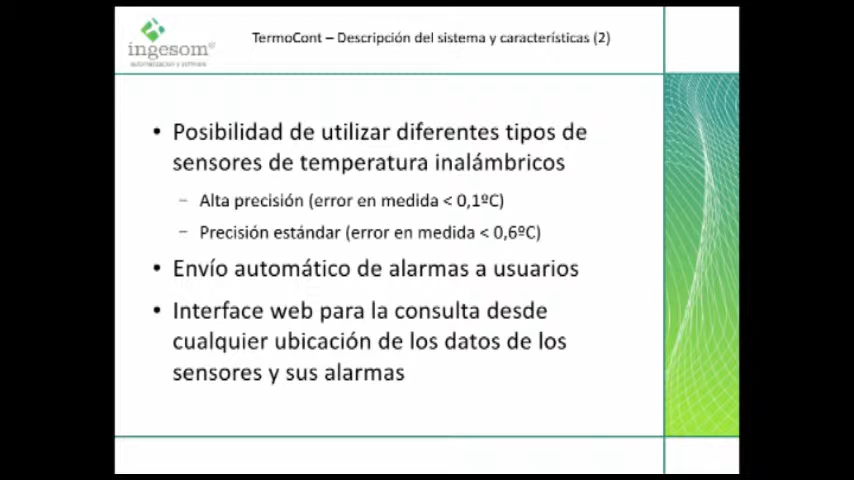 TermoCont – Descripción del sistema y características (2)
ingesom
automatización y software
• Posibilidad de utilizar diferentes tipos de
sensores de temperatura inalámbricos
– Alta precisión (error en medida < 0,1ºC)
– Precisión estándar (error en medida < 0,6ºC)
• Envío automático de alarmas a usuarios
• Interface web para la consulta desde
cualquier ubicación de los datos de los
sensores y sus alarmas